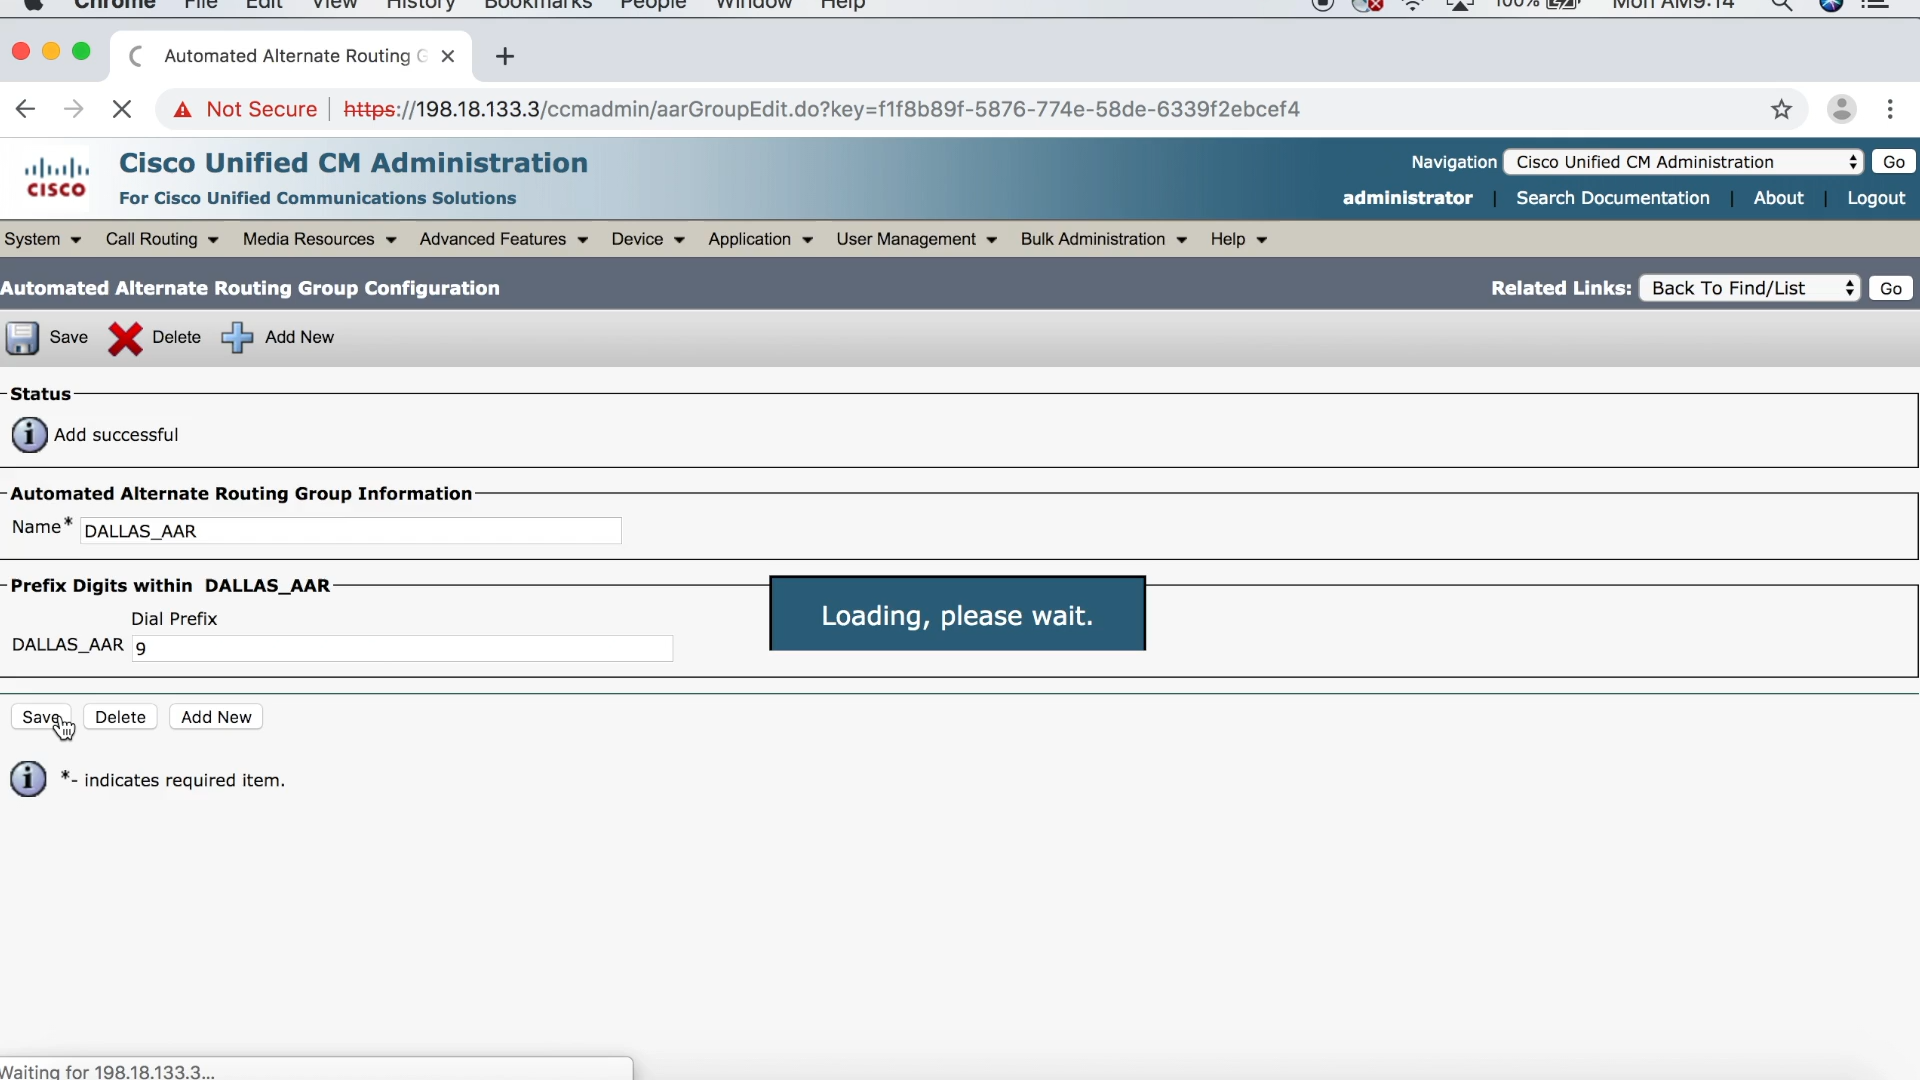 Chrome File Edit View History Bookmarks People Window Help 100% Mon AM9:14
Automated Alternate Routing G
Not Secure https://198.18.133.3/ccmadmin/aarGroupEdit.do?key=f1f8b89f-5876-774e-58de-6339f2ebcef4
CISCO
Cisco Unified CM Administration
For Cisco Unified Communications Solutions
Navigation Cisco Unified CM Administration Go
administrator | Search Documentation | About | Logout
System Call Routing Media Resources Advanced Features Device Application User Management Bulk Administration Help
Automated Alternate Routing Group Configuration
Related Links: Back To Find/List Go
Save Delete Add New
Status
Add successful
Automated Alternate Routing Group Information
Name* DALLAS_AAR
Prefix Digits within DALLAS_AAR
Dial Prefix
DALLAS_AAR 9
Loading, please wait.
Save Delete Add New
*- indicates required item.
Waiting for 198.18.133.3...